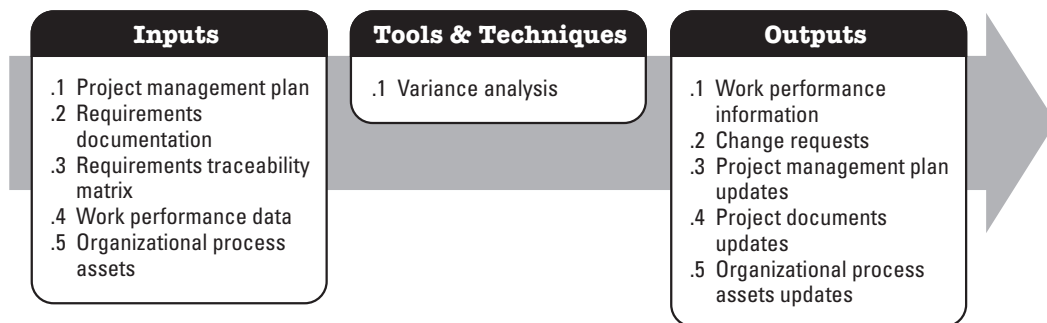 Inputs
.1 Project management plan
.2 Requirements
documentation
.3 Requirements traceability
matrix
.4 Work performance data
.5 Organizational process
assets
Tools & Techniques
.1 Variance analysis
Outputs
.1 Work performance
information
.2 Change requests
.3 Project management plan
updates
.4 Project documents
updates
.5 Organizational process
assets updates